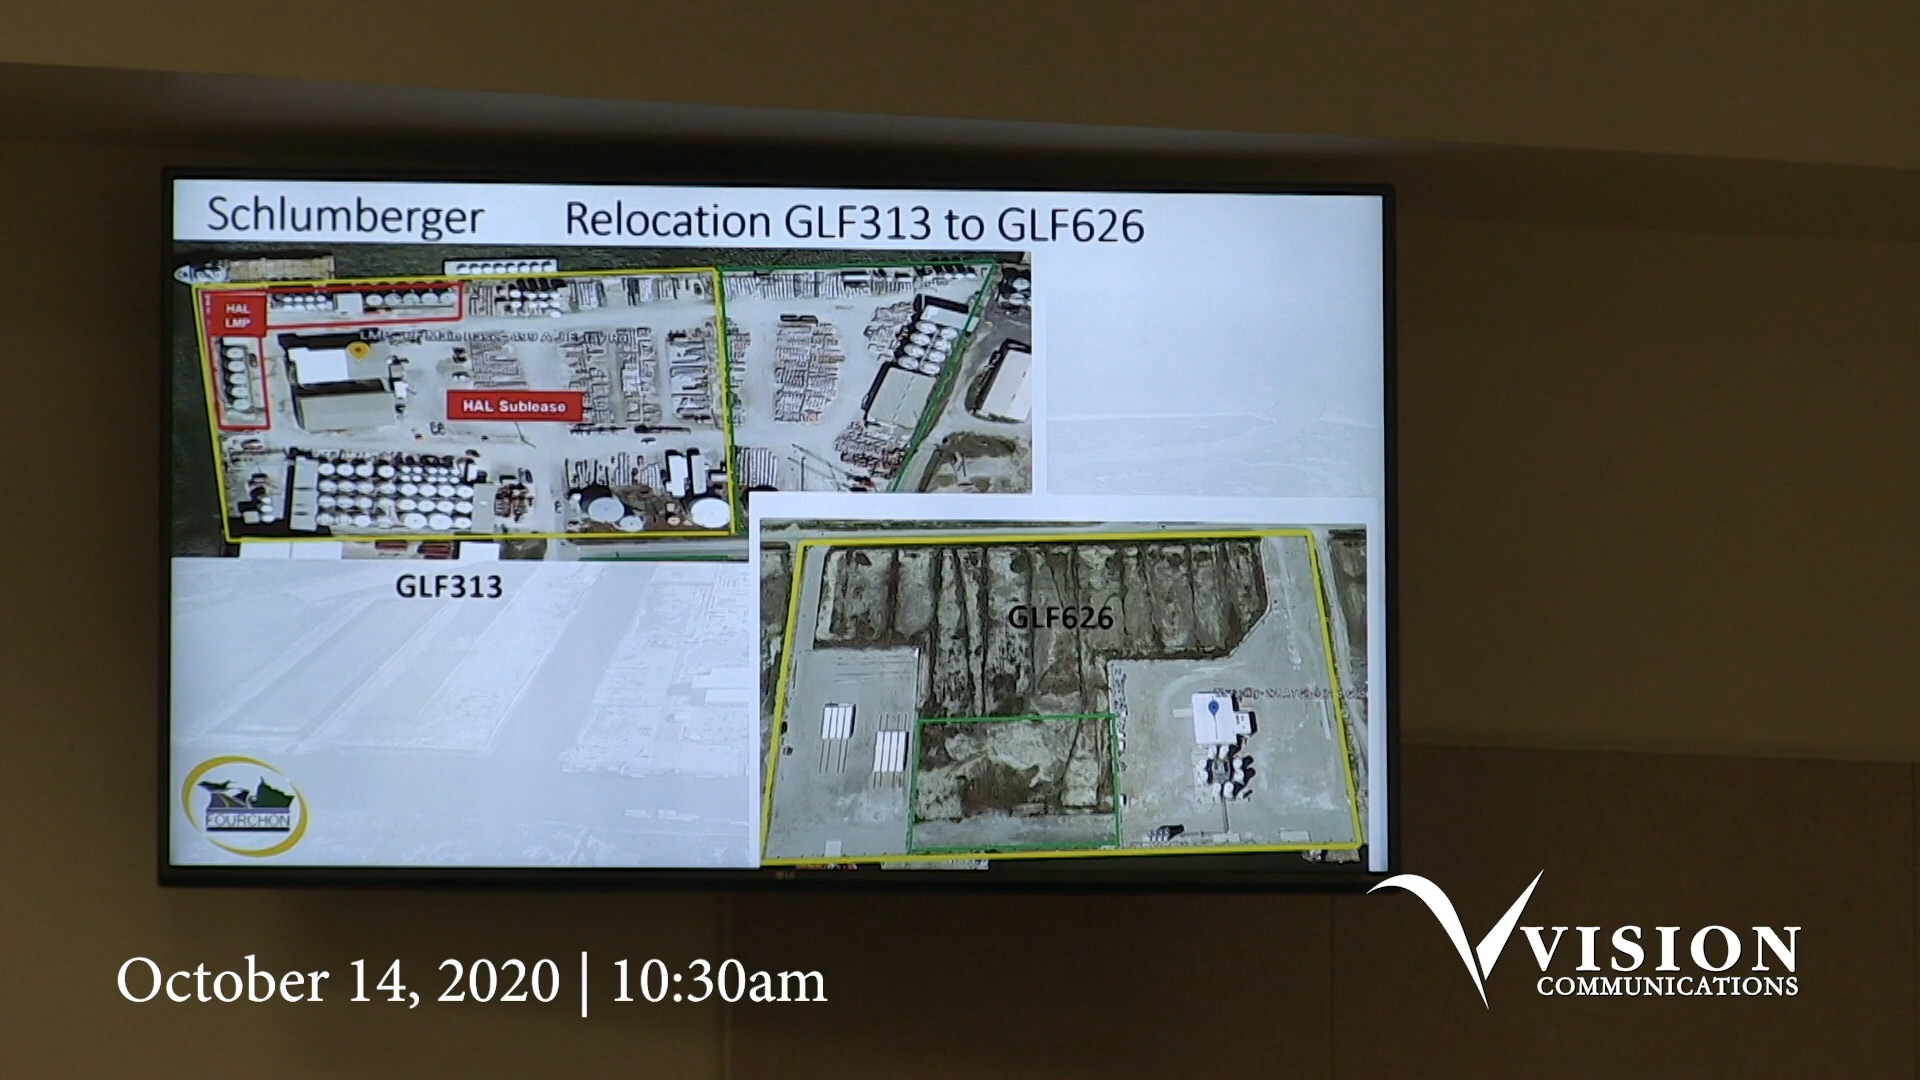 Schlumberger Relocation GLF313 to GLF626
HAL
LMP
HAL Sublease
GLF313
GLF626
FOURCHON
LG
October 14, 2020 | 10:30am
VISION
COMMUNICATIONS